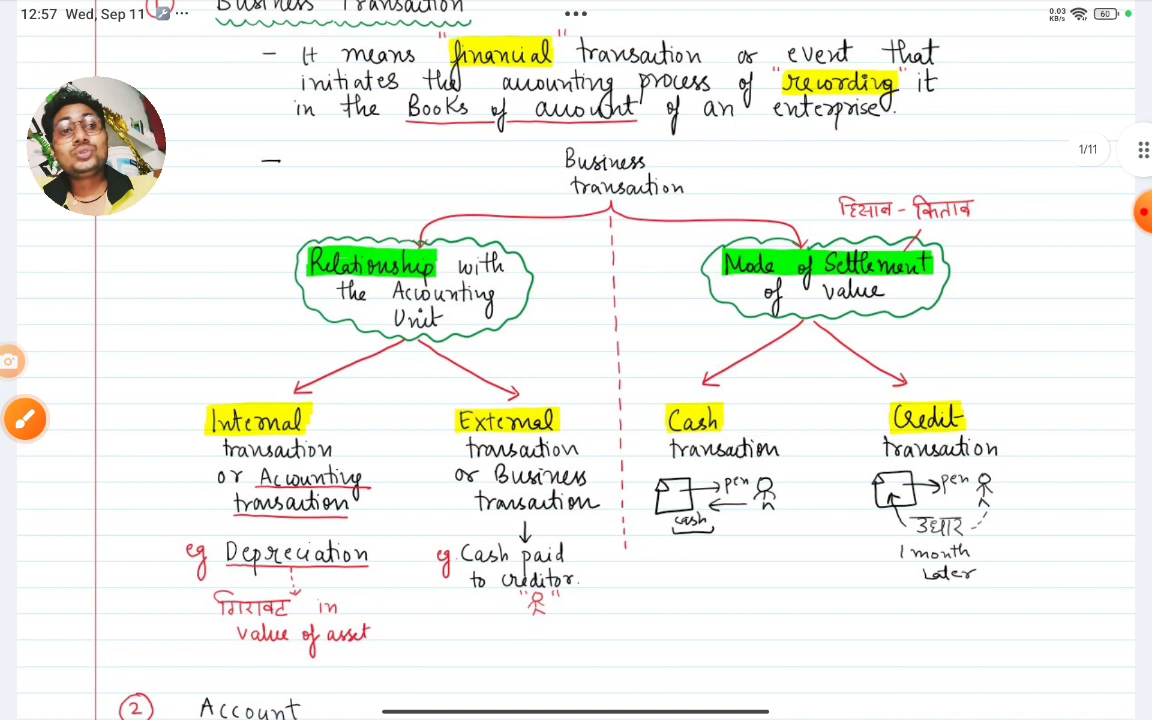 12:57 Wed, Sep 11
0.03 KB/s 60
Business Transaction
- It means "financial" transaction or event that
initiates the accounting process of "recording" it
in the Books of account of an enterprise.
1/11
- Business
transaction
हिसाब - किताब
Relationship with
the Accounting
Unit
Mode of Settlement
of value
Internal
transaction
or Accounting
transaction
eg Depreciation
गिरावट in
value of asset
External
transaction
or Business
transaction
eg. Cash paid
to creditor.
Cash
transaction
pen
cash
Credit
transaction
pen
उधार
1 month
Later
2 Account